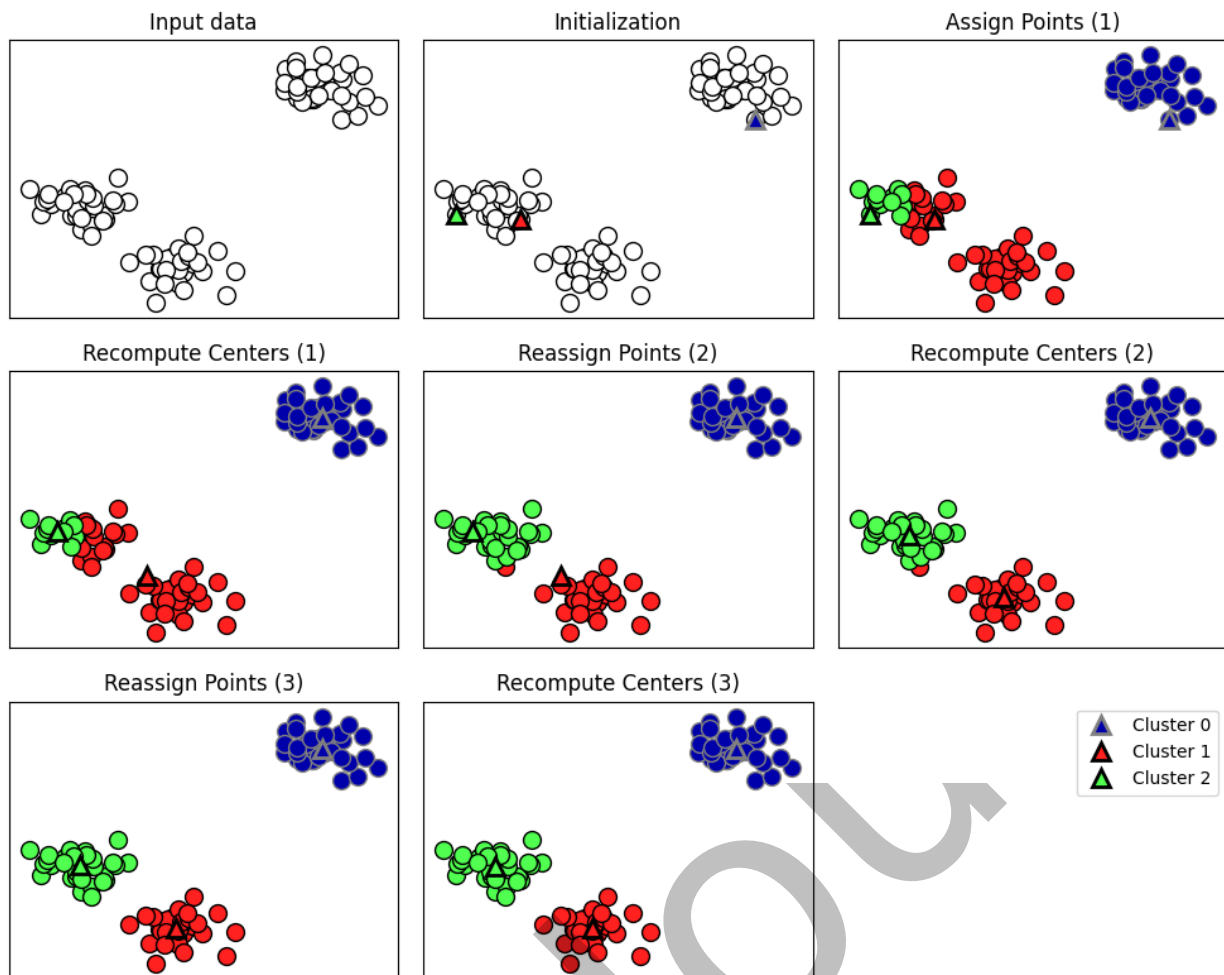 Input data
Initialization
Assign Points (1)
Recompute Centers (1)
Reassign Points (2)
Recompute Centers (2)
Reassign Points (3)
Recompute Centers (3)
Cluster 0
Cluster 1
Cluster 2